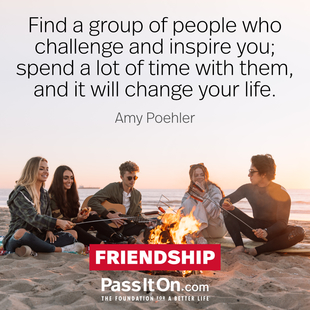 Find a group of people who
challenge and inspire you;
spend a lot of time with them,
and it will change your life.
Amy Poehler
FRIENDSHIP
PassItOn.com
THE FOUNDATION FOR A BETTER LIFE